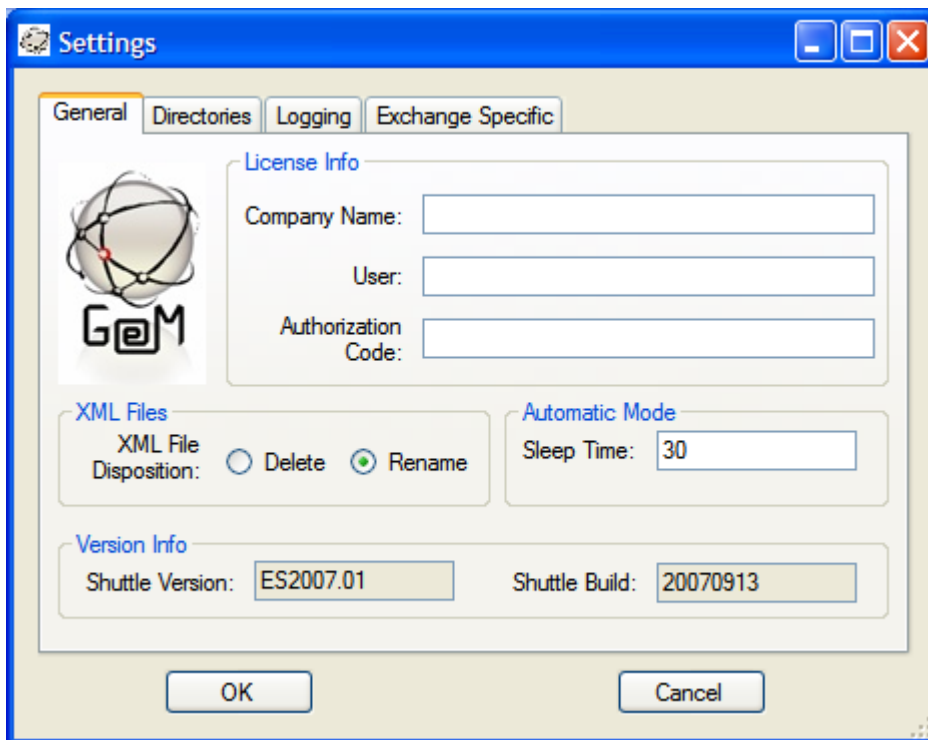 Settings
General Directories Logging Exchange Specific
License Info
Company Name:
User:
Authorization
Code:
G@M
XML Files
XML File
Disposition:
Delete Rename
Automatic Mode
Sleep Time: 30
Version Info
Shuttle Version: ES2007.01 Shuttle Build: 20070913
OK Cancel